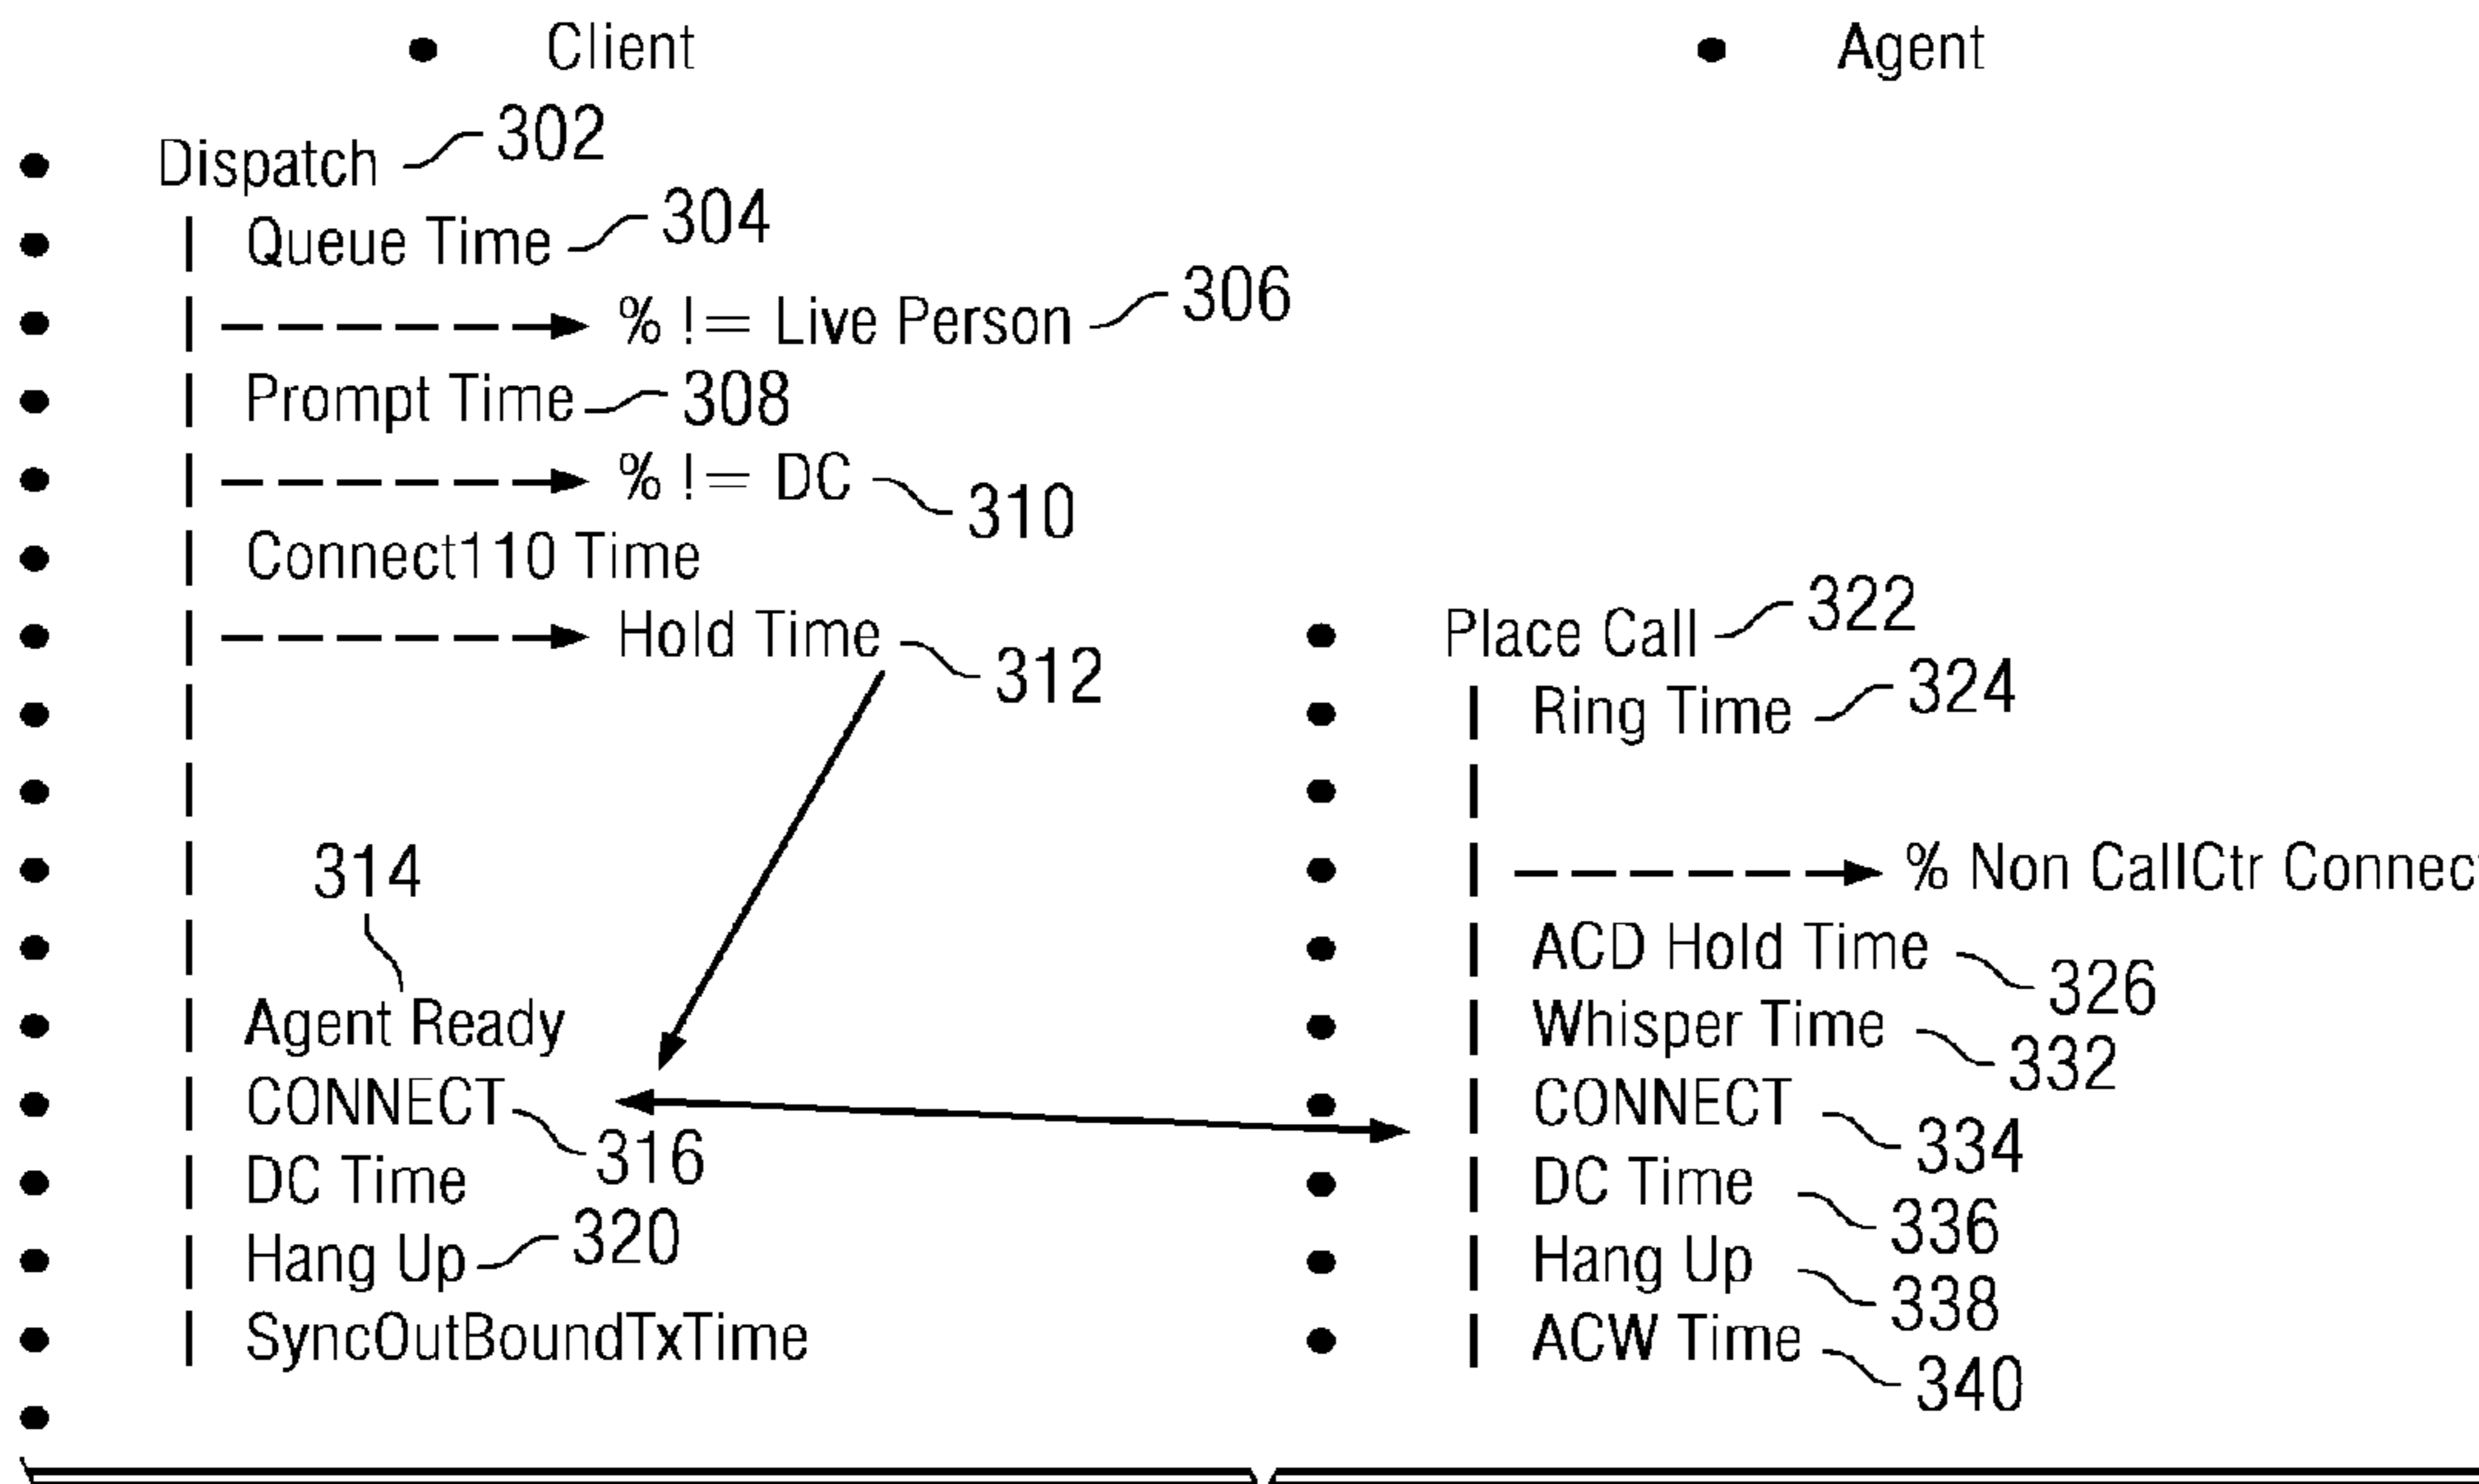 • Client
• Agent
• Dispatch 302
• | Queue Time 304
• | % != Live Person 306
• | Prompt Time 308
• | % != DC 310
• | Connect110 Time
• | Hold Time 312
• |
• |
• | 314
• |
• | Agent Ready
• | CONNECT 316
• | DC Time
• | Hang Up 320
• | SyncOutBoundTxTime
•
• Place Call 322
• | Ring Time 324
• |
• | % Non CallCtr
• | ACD Hold Time 326
• | Whisper Time 332
• | CONNECT 334
• | DC Time 336
• | Hang Up 338
• | ACW Time 340